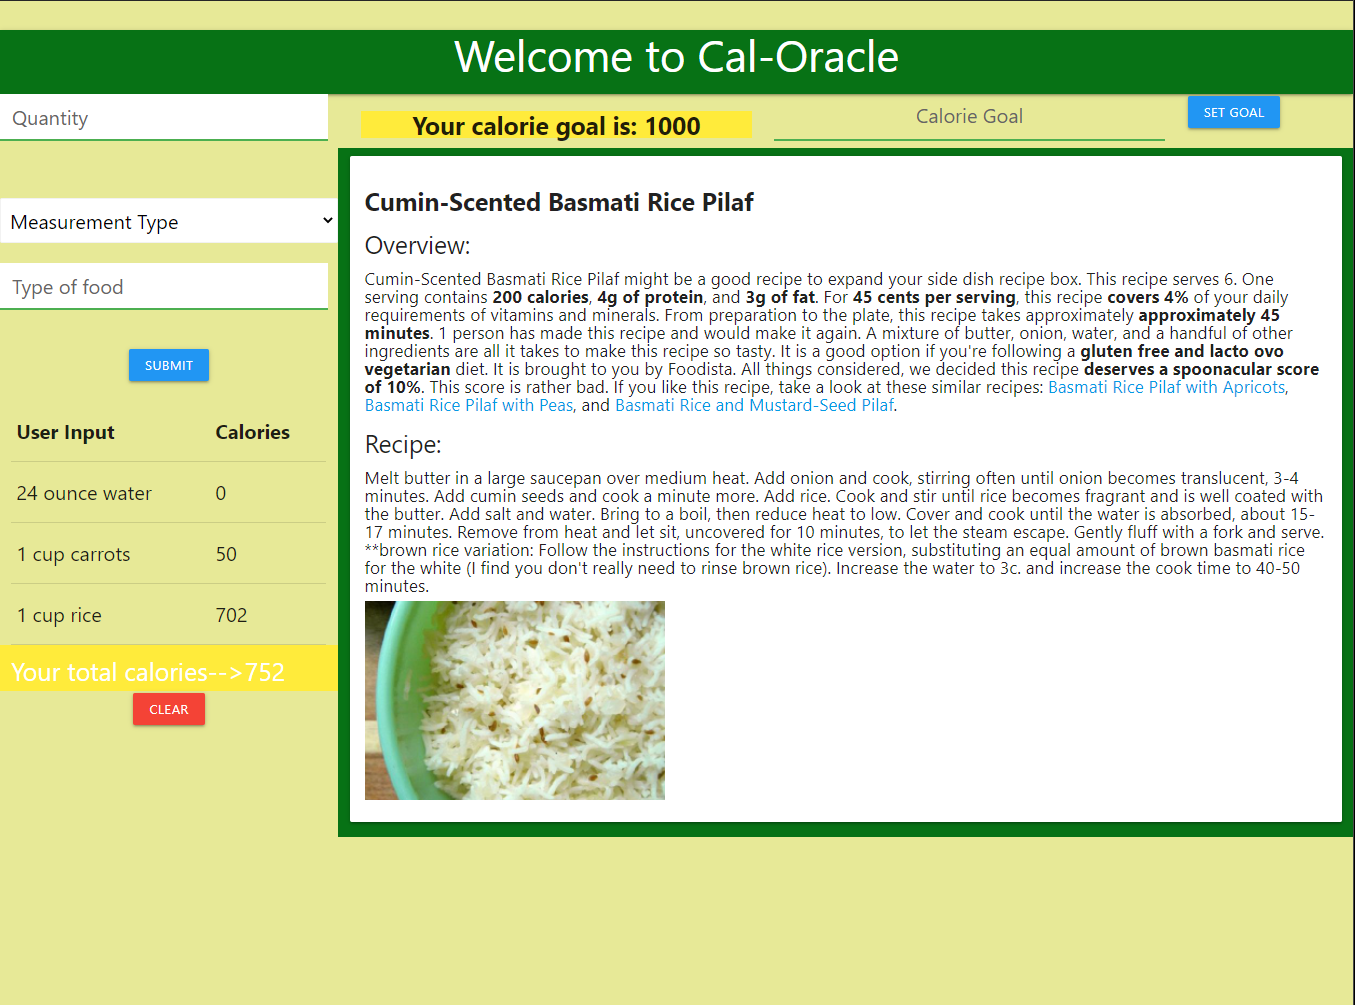 Welcome to Cal-Oracle
Quantity
Your calorie goal is: 1000
Calorie Goal
SET GOAL
Measurement Type
Type of food
SUBMIT
User Input Calories
24 ounce water 0
1 cup carrots 50
1 cup rice 702
Your total calories-->752
CLEAR
Cumin-Scented Basmati Rice Pilaf
Overview:
Cumin-Scented Basmati Rice Pilaf might be a good recipe to expand your side dish recipe box. This recipe serves 6. One
serving contains 200 calories, 4g of protein, and 3g of fat. For 45 cents per serving, this recipe covers 4% of your daily
requirements of vitamins and minerals. From preparation to the plate, this recipe takes approximately approximately 45
minutes. 1 person has made this recipe and would make it again. A mixture of butter, onion, water, and a handful of other
ingredients are all it takes to make this recipe so tasty. It is a good option if you're following a gluten free and lacto ovo
vegetarian diet. It is brought to you by Foodista. All things considered, we decided this recipe deserves a spoonacular score
of 10%. This score is rather bad. If you like this recipe, take a look at these similar recipes: Basmati Rice Pilaf with Apricots,
Basmati Rice Pilaf with Peas, and Basmati Rice and Mustard-Seed Pilaf.
Recipe:
Melt butter in a large saucepan over medium heat. Add onion and cook, stirring often until onion becomes translucent, 3-4
minutes. Add cumin seeds and cook a minute more. Add rice. Cook and stir until rice becomes fragrant and is well coated with
the butter. Add salt and water. Bring to a boil, then reduce heat to low. Cover and cook until the water is absorbed, about 15-
17 minutes. Remove from heat and let sit, uncovered for 10 minutes, to let the steam escape. Gently fluff with a fork and serve.
**brown rice variation: Follow the instructions for the white rice version, substituting an equal amount of brown basmati rice
for the white (I find you don't really need to rinse brown rice). Increase the water to 3c. and increase the cook time to 40-50
minutes.